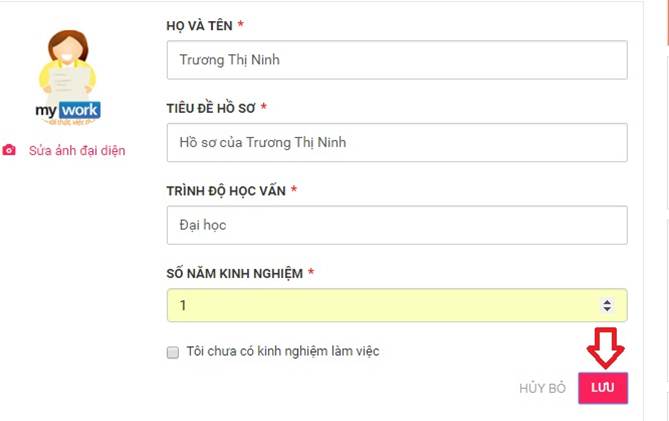 HỌ VÀ TÊN *
Trương Thị Ninh
my work
Sửa ảnh đại diện
TIÊU ĐỀ HỒ SƠ *
Hồ sơ của Trương Thị Ninh
TRÌNH ĐỘ HỌC VẤN *
Đại học
SỐ NĂM KINH NGHIỆM *
1
Tôi chưa có kinh nghiệm làm việc
HỦY BỎ LƯU